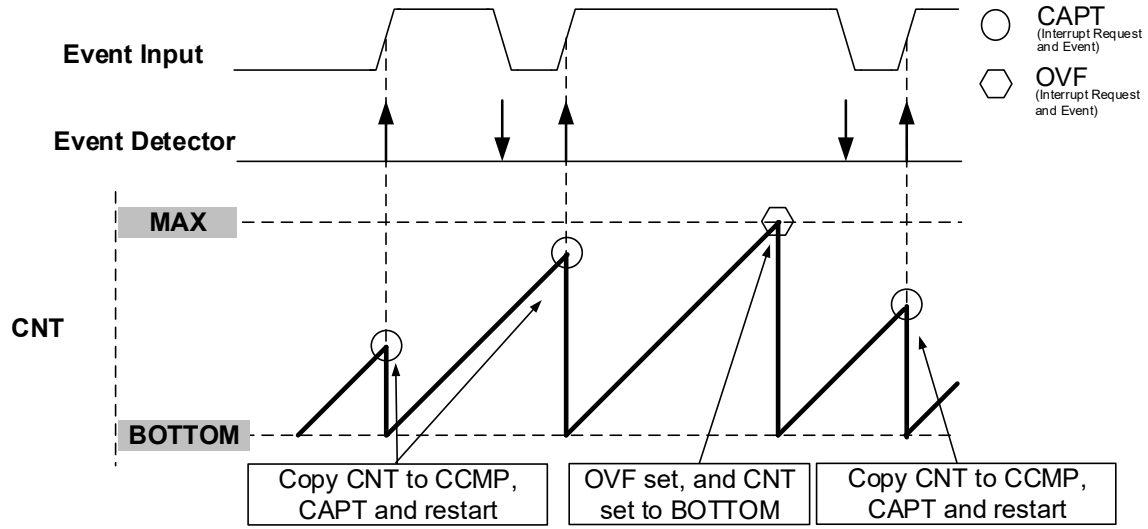 CAPT
(Interrupt Request
and Event)
OVF
(Interrupt Request
and Event)
Event Input
Event Detector
MAX
CNT
BOTTOM
Copy CNT to CCMP,
CAPT and restart
OVF set, and CNT
set to BOTTOM
Copy CNT to CCMP,
CAPT and restart